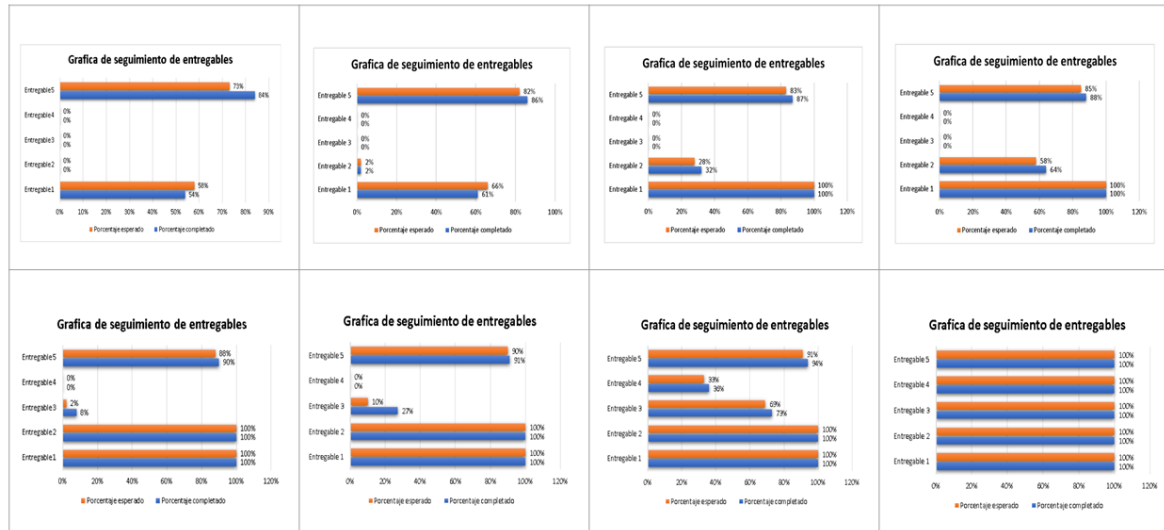 Grafica de seguimiento de entregables
Entregable5
73%
84%
Entregable4
0%
0%
Entregable3
0%
0%
Entregable2
0%
0%
Entregable1
58%
54%
0% 10% 20% 30% 40% 50% 60% 70% 80% 90%
Porcentaje esperado Porcentaje completado
Grafica de seguimiento de entregables
Entregable 5
82%
86%
Entregable 4
0%
0%
Entregable 3
0%
0%
Entregable 2
2%
2%
Entregable 1
66%
61%
0% 20% 40% 60% 80% 100%
Porcentaje esperado Porcentaje completado
Grafica de seguimiento de entregables
Entregable 5
83%
87%
Entregable 4
0%
0%
Entregable 3
0%
0%
Entregable 2
28%
32%
Entregable 1
100%
100%
0% 20% 40% 60% 80% 100% 120%
Porcentaje esperado Porcentaje completado
Grafica de seguimiento de entregables
Entregable 5
85%
88%
Entregable 4
0%
0%
Entregable 3
0%
0%
Entregable 2
58%
64%
Entregable 1
100%
100%
0% 20% 40% 60% 80% 100% 120%
Porcentaje esperado Porcentaje completado
Grafica de seguimiento de entregables
Entregable5
88%
90%
Entregable4
0%
0%
Entregable3
2%
8%
Entregable2
100%
100%
Entregable1
100%
100%
0% 20% 40% 60% 80% 100% 120%
Porcentaje esperado Porcentaje completado
Grafica de seguimiento de entregables
Entregable 5
90%
91%
Entregable 4
0%
0%
Entregable 3
10%
27%
Entregable 2
100%
100%
Entregable 1
100%
100%
0% 20% 40% 60% 80% 100% 120%
Porcentaje esperado Porcentaje completado
Grafica de seguimiento de entregables
Entregable 5
91%
94%
Entregable 4
33%
36%
Entregable 3
69%
73%
Entregable 2
100%
100%
Entregable 1
100%
100%
0% 20% 40% 60% 80% 100% 120%
Porcentaje esperado Porcentaje completado
Grafica de seguimiento de entregables
Entregable 5
100%
100%
Entregable 4
100%
100%
Entregable 3
100%
100%
Entregable 2
100%
100%
Entregable 1
100%
100%
0% 20% 40% 60% 80% 100% 120%
Porcentaje esperado Porcentaje completado